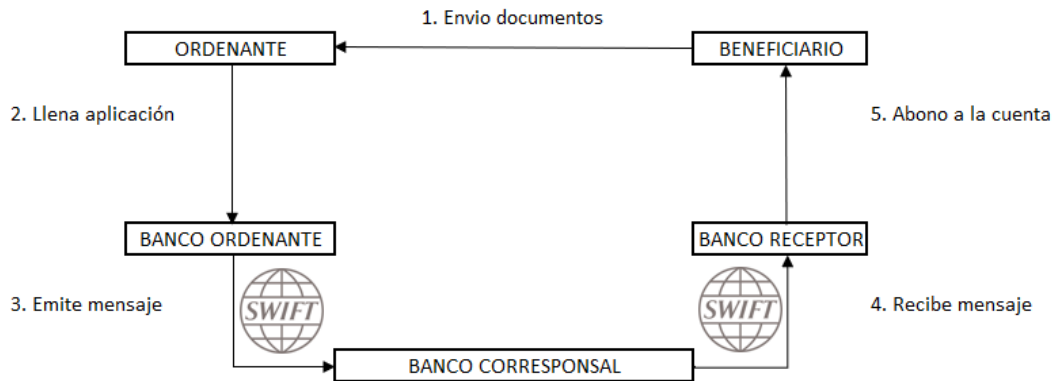 1. Envio documentos
ORDENANTE
BENEFICIARIO
2. Llena aplicación
5. Abono a la cuenta
BANCO ORDENANTE
BANCO RECEPTOR
3. Emite mensaje
SWIFT
SWIFT
4. Recibe mensaje
BANCO CORRESPONSAL